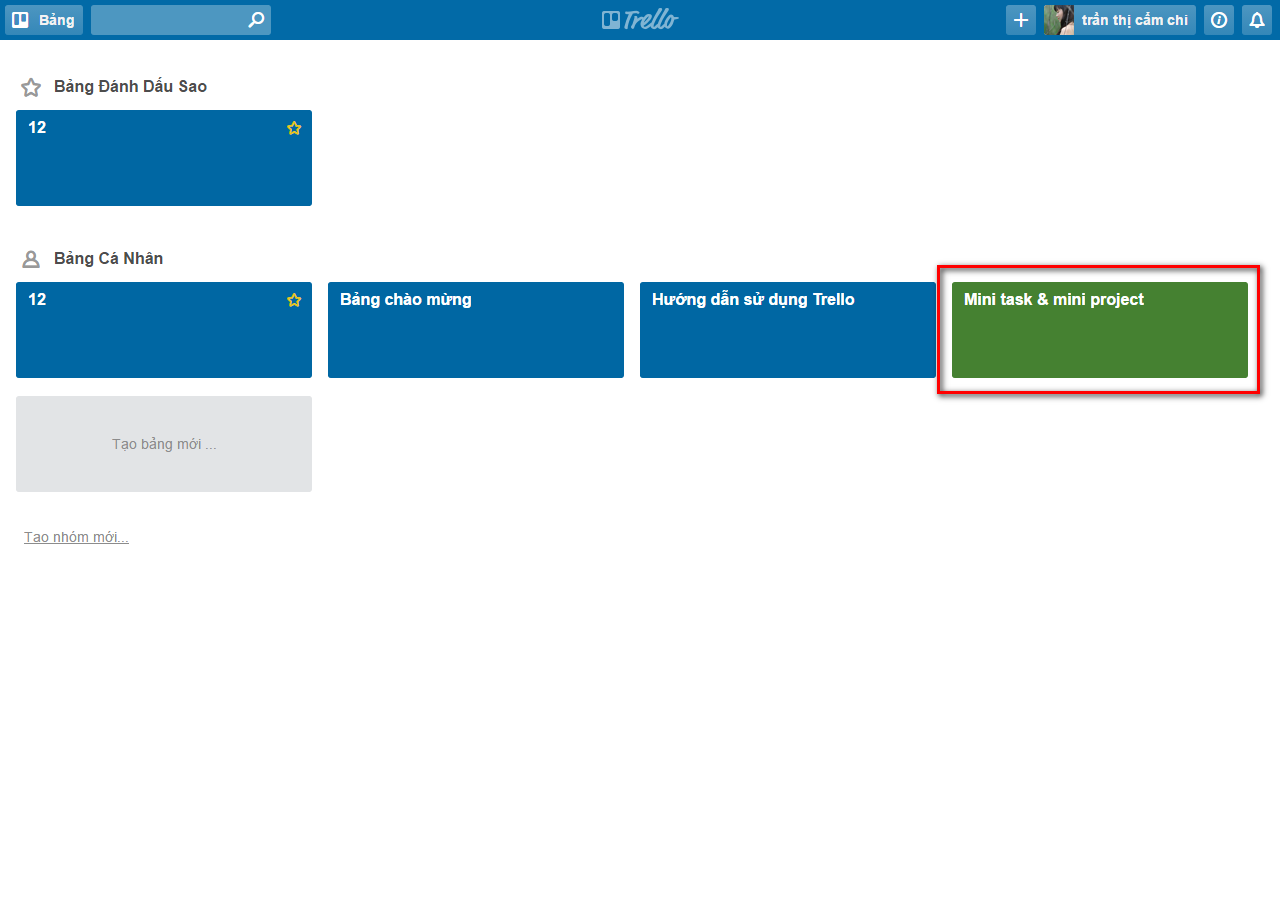 Bảng
Trello
trần thị cẩm chi
Bảng Đánh Dấu Sao
12
Bảng Cá Nhân
12
Bảng chào mừng
Hướng dẫn sử dụng Trello
Mini task & mini project
Tạo bảng mới ...
Tạo nhóm mới...